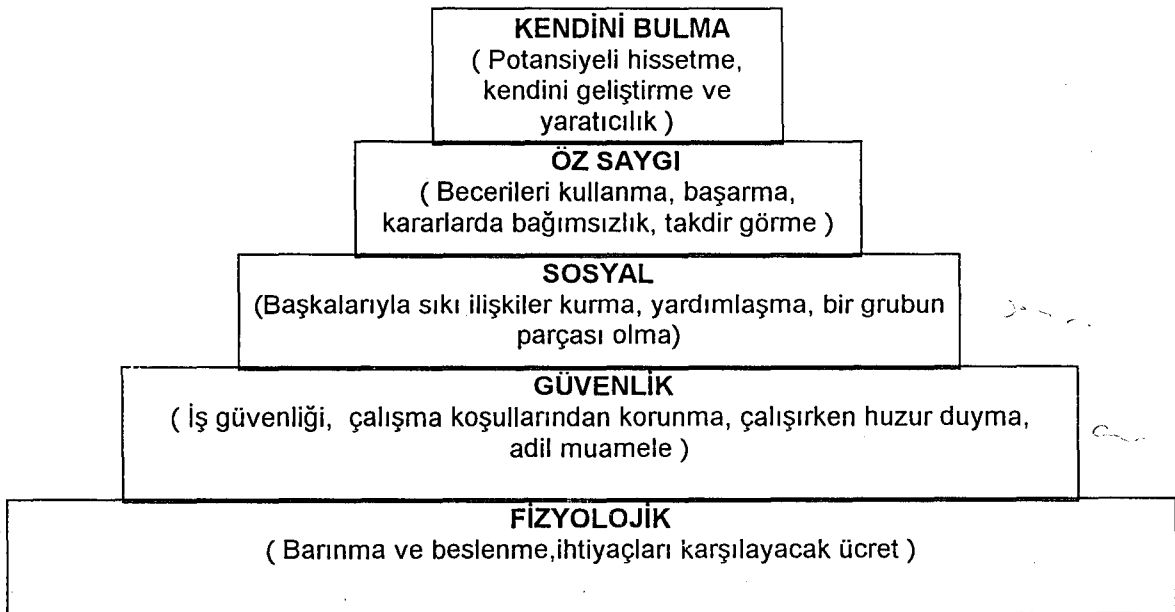 KENDİNİ BULMA
( Potansiyeli hissetme,
kendini geliştirme ve
yaratıcılık )
ÖZ SAYGI
( Becerileri kullanma, başarma,
kararlarda bağımsızlık, takdir görme )
SOSYAL
(Başkalarıyla sıkı ilişkiler kurma, yardımlaşma, bir grubun
parçası olma)
GÜVENLİK
( İş güvenliği, çalışma koşullarından korunma, çalışırken huzur duyma,
adil muamele )
FİZYOLOJİK
( Barınma ve beslenme,ihtiyaçları karşılayacak ücret )